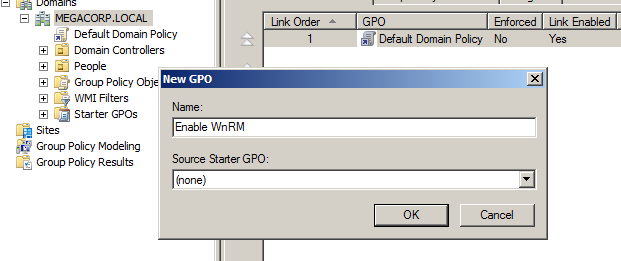 Domains
MEGACORP.LOCAL
Default Domain Policy
Domain Controllers
People
Group Policy Obje
WMI Filters
Starter GPOs
Sites
Group Policy Modeling
Group Policy Results
Link Order GPO Enforced Link Enabled
1 Default Domain Policy No Yes
New GPO
Name:
Enable WnRM
Source Starter GPO:
(none)
OK Cancel